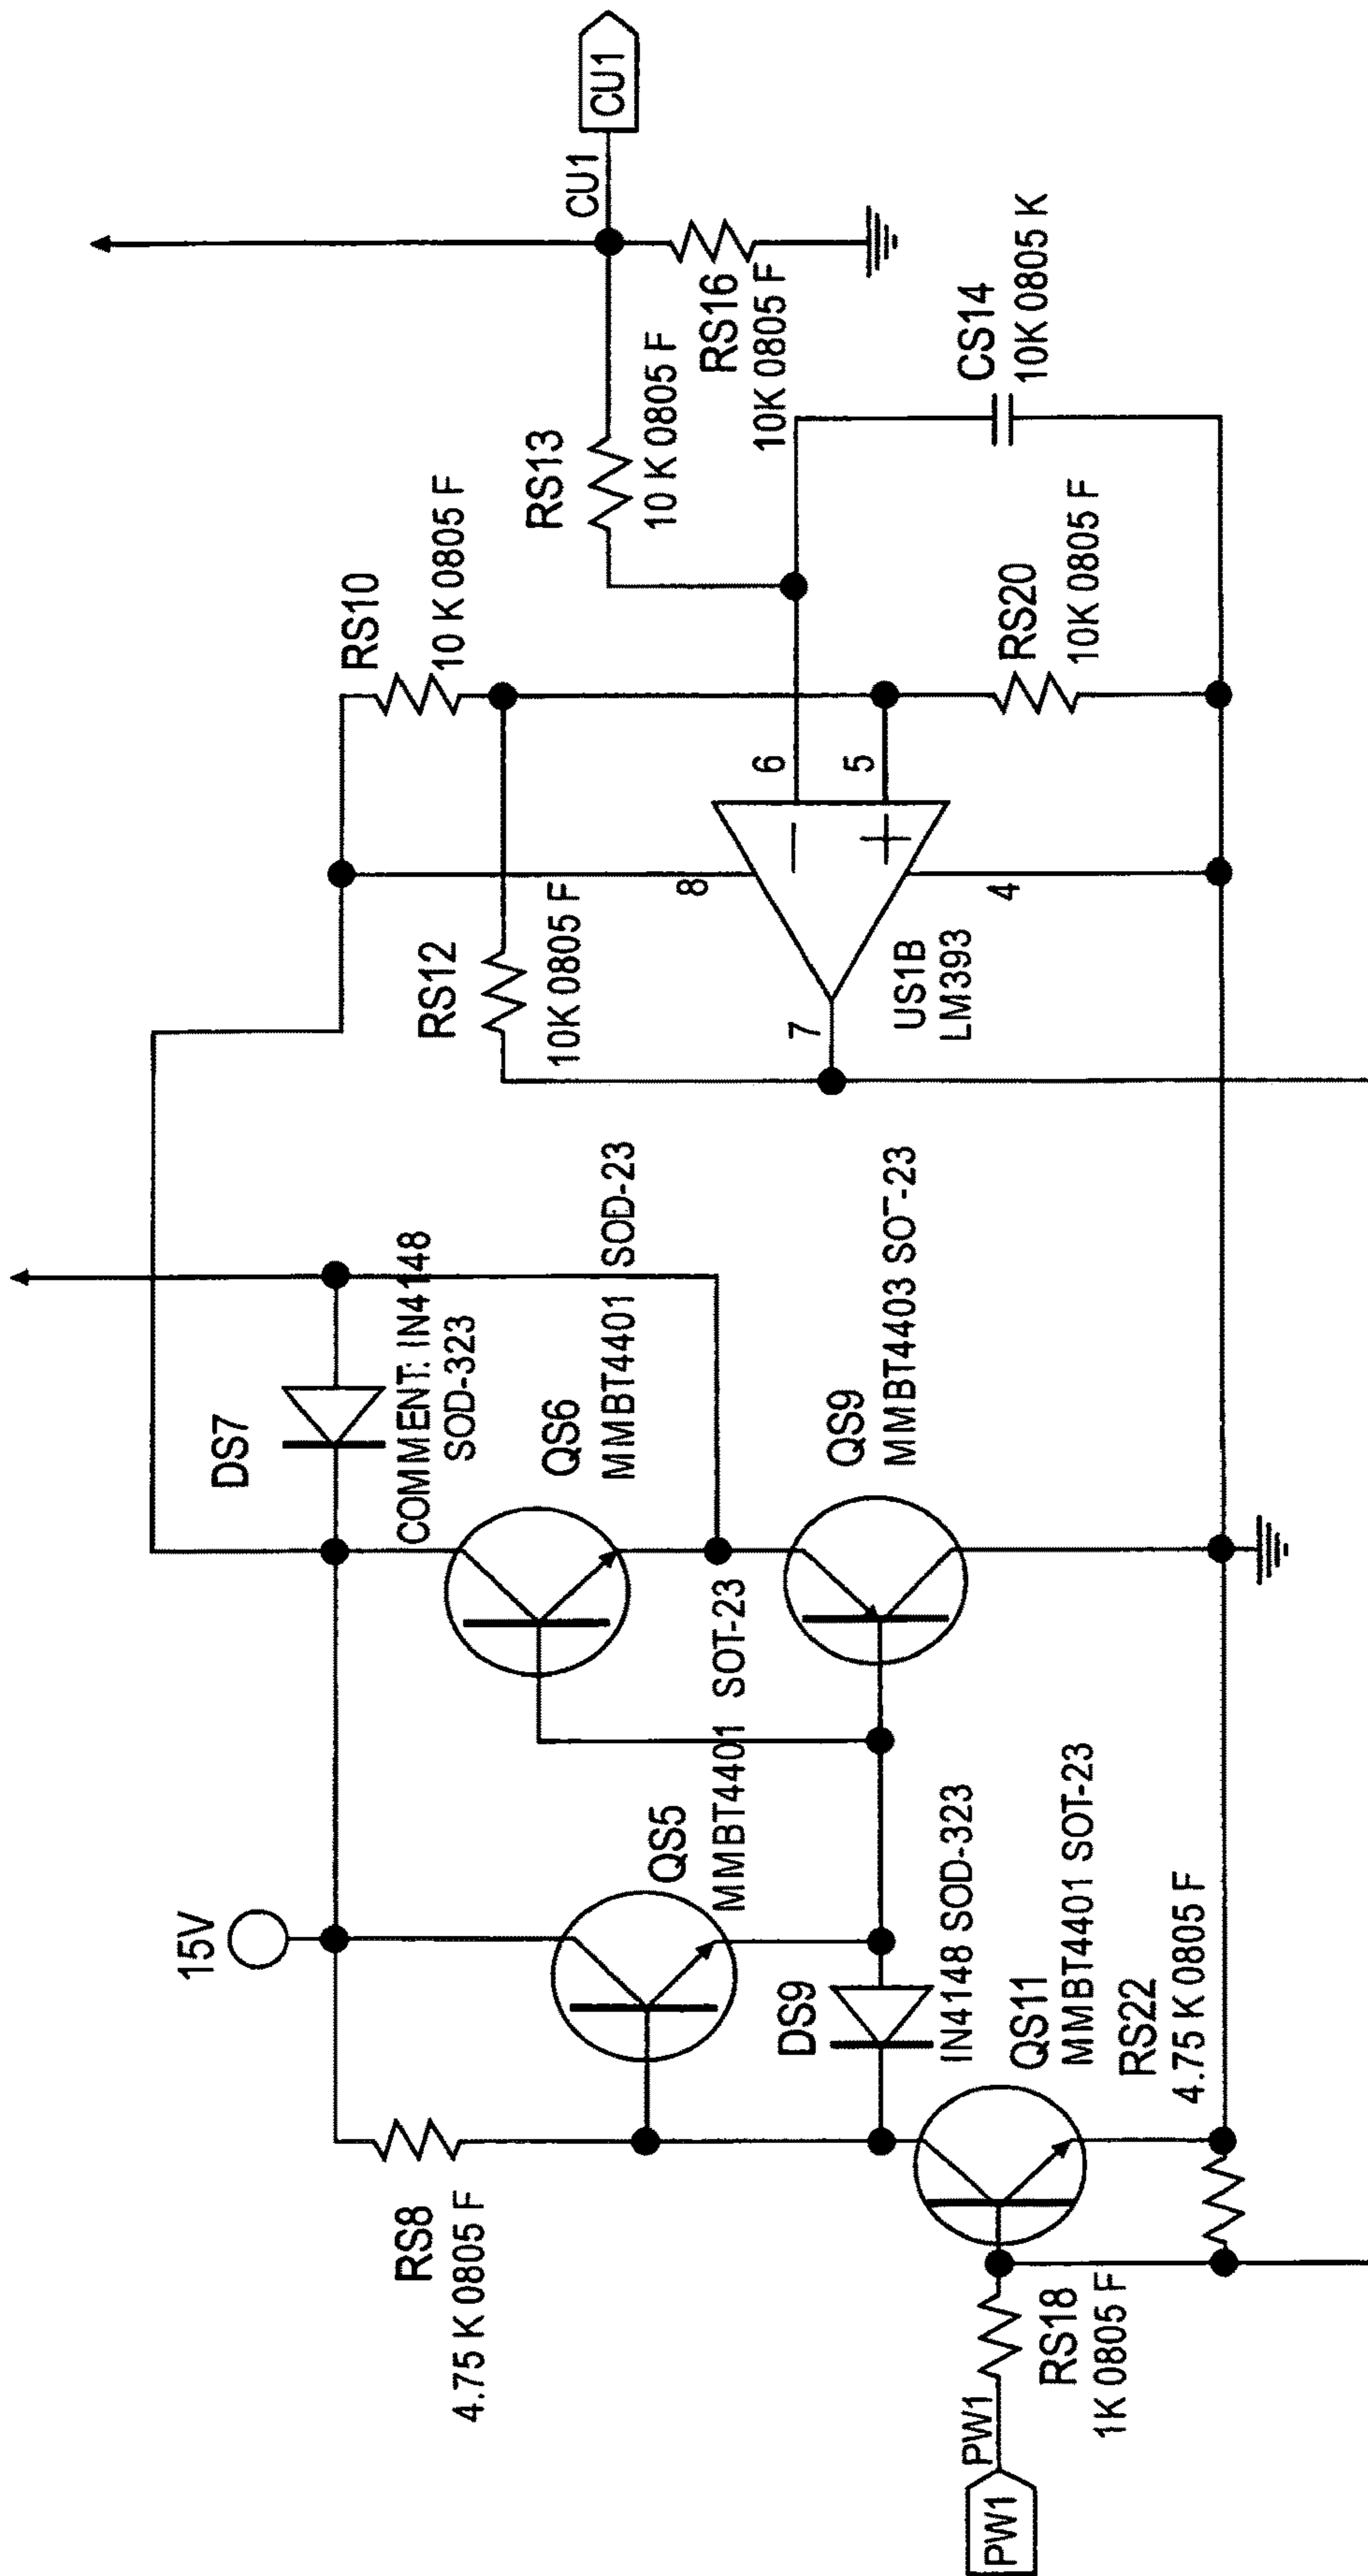 PW1
PW1
RS18
1K 0805 F
RS8
4.75 K 0805 F
15V
QS5
MMBT4401 SOT-23
DS9
IN4148 SOD-323
QS11
MMBT4401 SOT-23
RS22
4.75 K 0805 F
DS7
COMMENT: IN4148
SOD-323
QS6
MMBT4401 SOD-23
QS9
MMBT4403 SOT-23
RS12
10K 0805 F
RS10
10 K 0805 F
8
6
5
4
7
US1B
LM393
RS13
10 K 0805 F
RS20
10K 0805 F
RS16
10K 0805 F
CS14
10K 0805 K
CU1
CU1